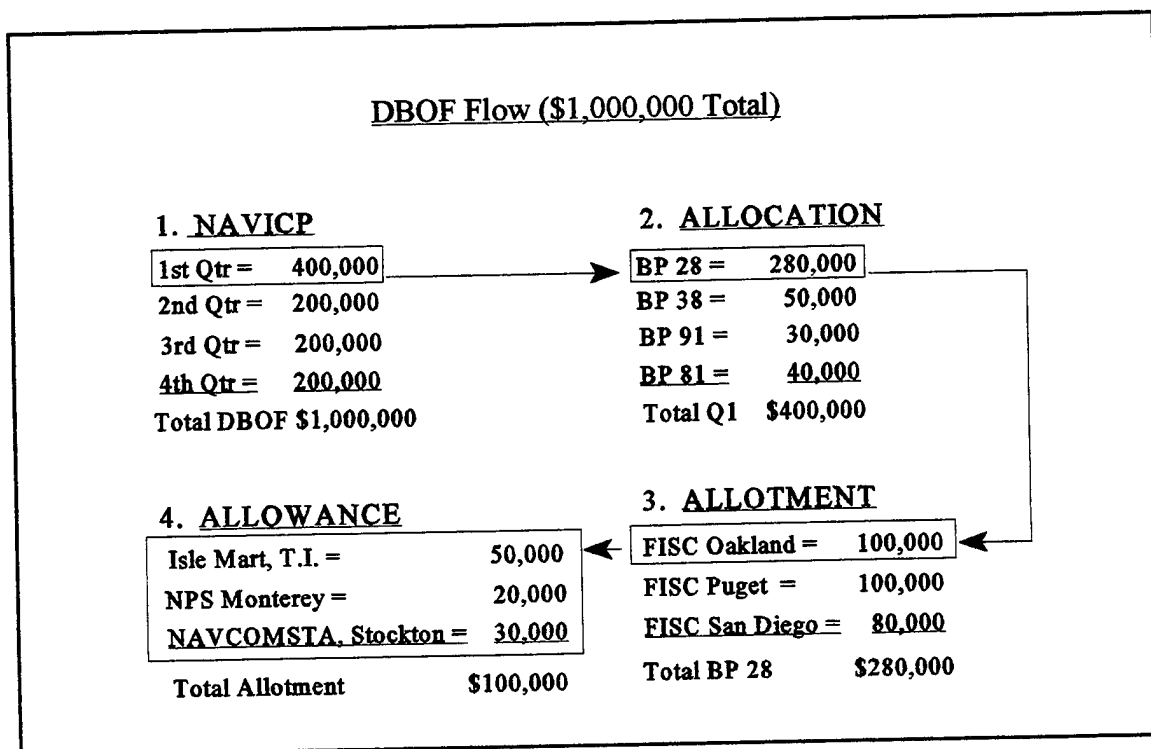 DBOF Flow ($1,000,000 Total)
1. NAVICP
1st Qtr = 400,000
2nd Qtr = 200,000
3rd Qtr = 200,000
4th Qtr = 200,000
Total DBOF $1,000,000
2. ALLOCATION
BP 28 = 280,000
BP 38 = 50,000
BP 91 = 30,000
BP 81 = 40,000
Total Q1 $400,000
3. ALLOTMENT
FISC Oakland = 100,000
FISC Puget = 100,000
FISC San Diego = 80,000
Total BP 28 $280,000
4. ALLOWANCE
Isle Mart, T.I. = 50,000
NPS Monterey = 20,000
NAVCOMSTA, Stockton = 30,000
Total Allotment $100,000